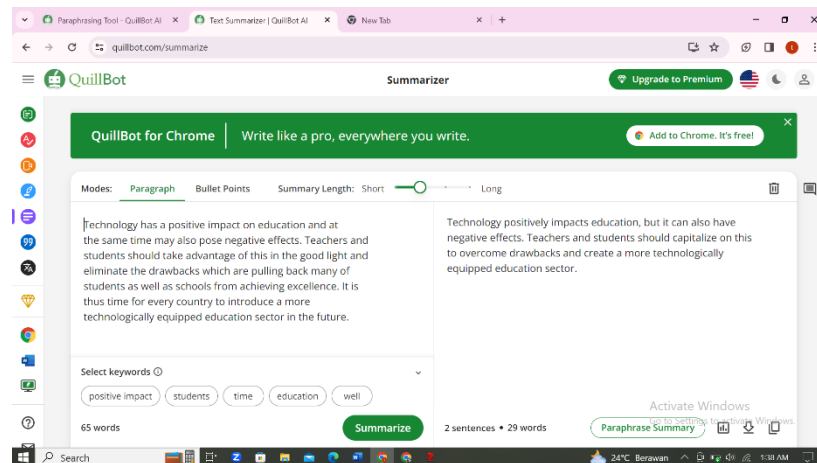 Paraphrasing Tool - QuillBot AI
Text Summarizer | QuillBot AI
New Tab
quillbot.com/summarize
QuillBot
Summarizer
Upgrade to Premium
QuillBot for Chrome
Write like a pro, everywhere you write.
Add to Chrome. It's free!
Modes: Paragraph Bullet Points Summary Length: Short Long
Technology has a positive impact on education and at
the same time may also pose negative effects. Teachers and
students should take advantage of this in the good light and
eliminate the drawbacks which are pulling back many of
students as well as schools from achieving excellence. It is
thus time for every country to introduce a more
technologically equipped education sector in the future.
Technology positively impacts education, but it can also have
negative effects. Teachers and students should capitalize on this
to overcome drawbacks and create a more technologically
equipped education sector.
Select keywords
positive impact students time education well
65 words
Summarize
2 sentences • 29 words
Paraphrase Summary
Activate Windows
Go to Settings to activate Windows.
Search
24°C Berawan
1:38 AM